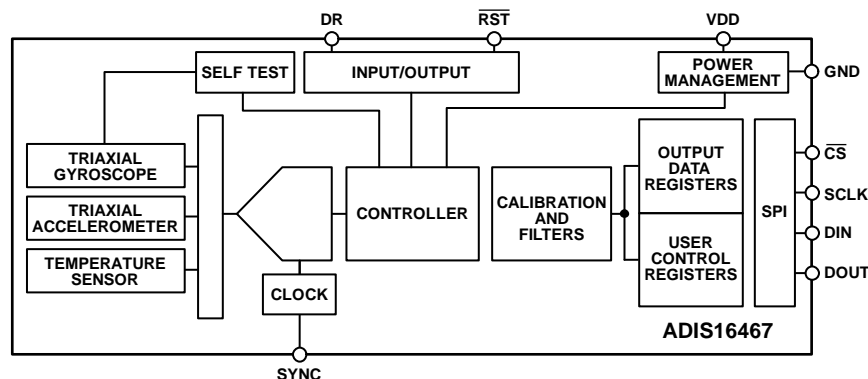 DR
RST
VDD
SELF TEST
INPUT/OUTPUT
POWER
MANAGEMENT
GND
TRIAXIAL
GYROSCOPE
TRIAXIAL
ACCELEROMETER
TEMPERATURE
SENSOR
CLOCK
CONTROLLER
CALIBRATION
AND
FILTERS
OUTPUT
DATA
REGISTERS
USER
CONTROL
REGISTERS
SPI
CS
SCLK
DIN
DOUT
ADIS16467
SYNC